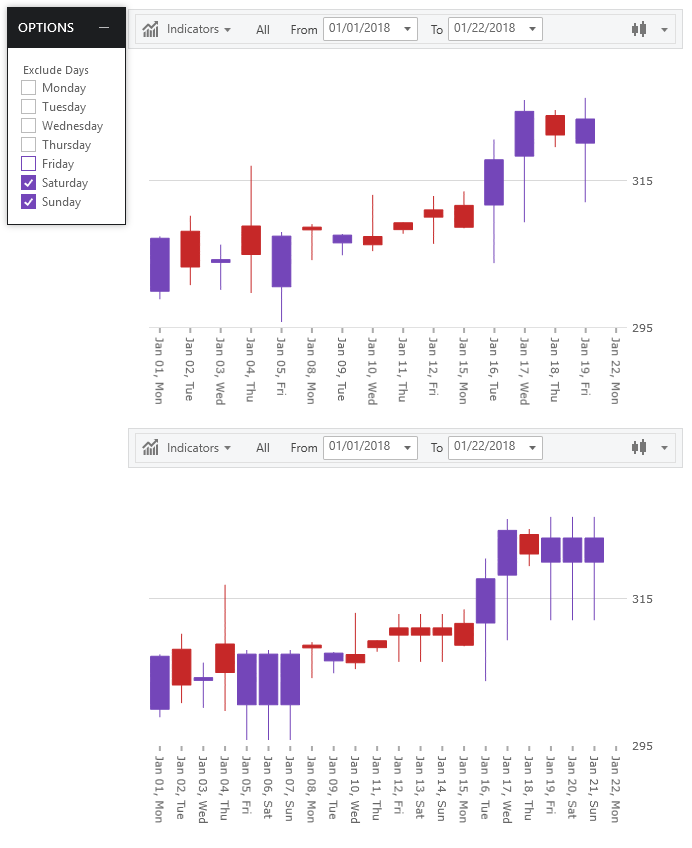 OPTIONS
Exclude Days
Monday
Tuesday
Wednesday
Thursday
Friday
Saturday
Sunday
Indicators All From 01/01/2018 To 01/22/2018
315
295
Jan 01, Mon
Jan 02, Tue
Jan 03, Wed
Jan 04, Thu
Jan 05, Fri
Jan 08, Mon
Jan 09, Tue
Jan 10, Wed
Jan 11, Thu
Jan 12, Fri
Jan 15, Mon
Jan 16, Tue
Jan 17, Wed
Jan 18, Thu
Jan 19, Fri
Jan 22, Mon
Indicators All From 01/01/2018 To 01/22/2018
315
295
Jan 01, Mon
Jan 02, Tue
Jan 03, Wed
Jan 04, Thu
Jan 05, Fri
Jan 06, Sat
Jan 07, Sun
Jan 08, Mon
Jan 09, Tue
Jan 10, Wed
Jan 11, Thu
Jan 12, Fri
Jan 13, Sat
Jan 14, Sun
Jan 15, Mon
Jan 16, Tue
Jan 17, Wed
Jan 18, Thu
Jan 19, Fri
Jan 20, Sat
Jan 21, Sun
Jan 22, Mon